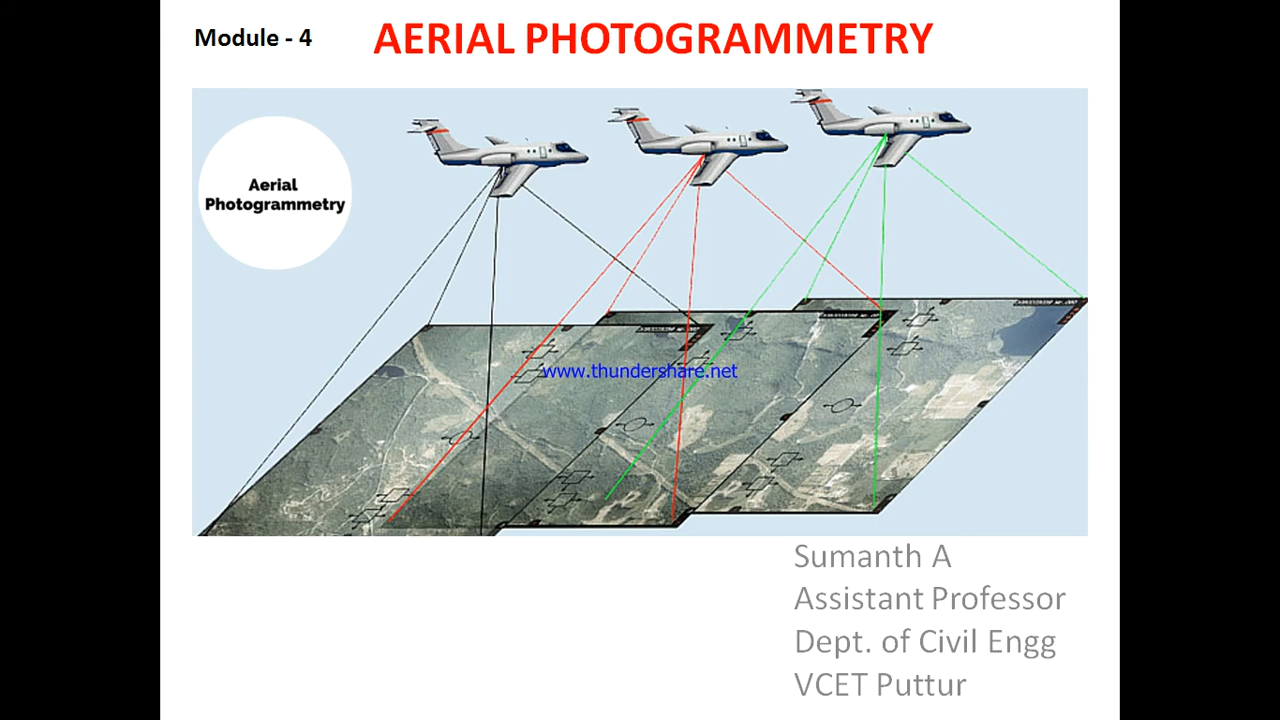 Module - 4
AERIAL PHOTOGRAMMETRY
Aerial
Photogrammetry
www.thundershare.net
Sumanth A
Assistant Professor
Dept. of Civil Engg
VCET Puttur